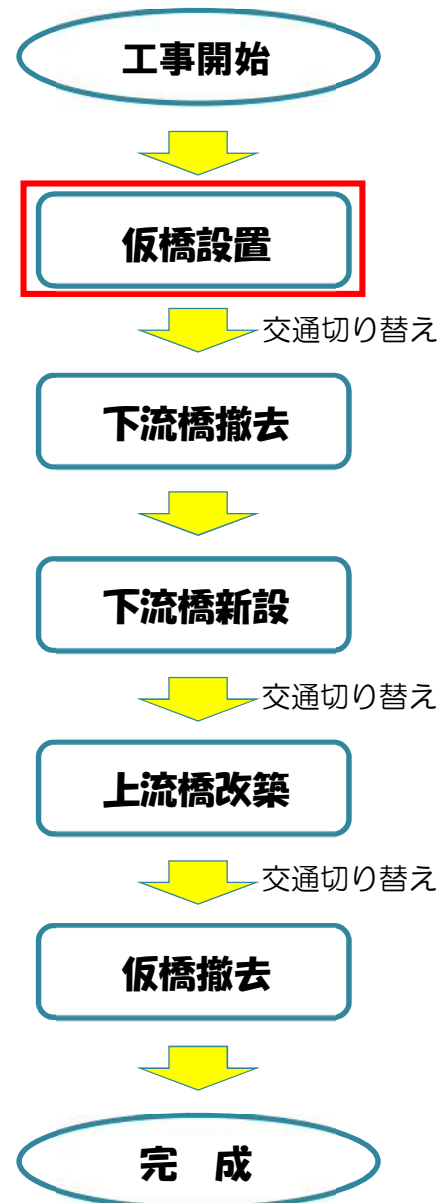 工事開始
仮橋設置
交通切り替え
下流橋撤去
下流橋新設
交通切り替え
上流橋改築
交通切り替え
仮橋撤去
完　成